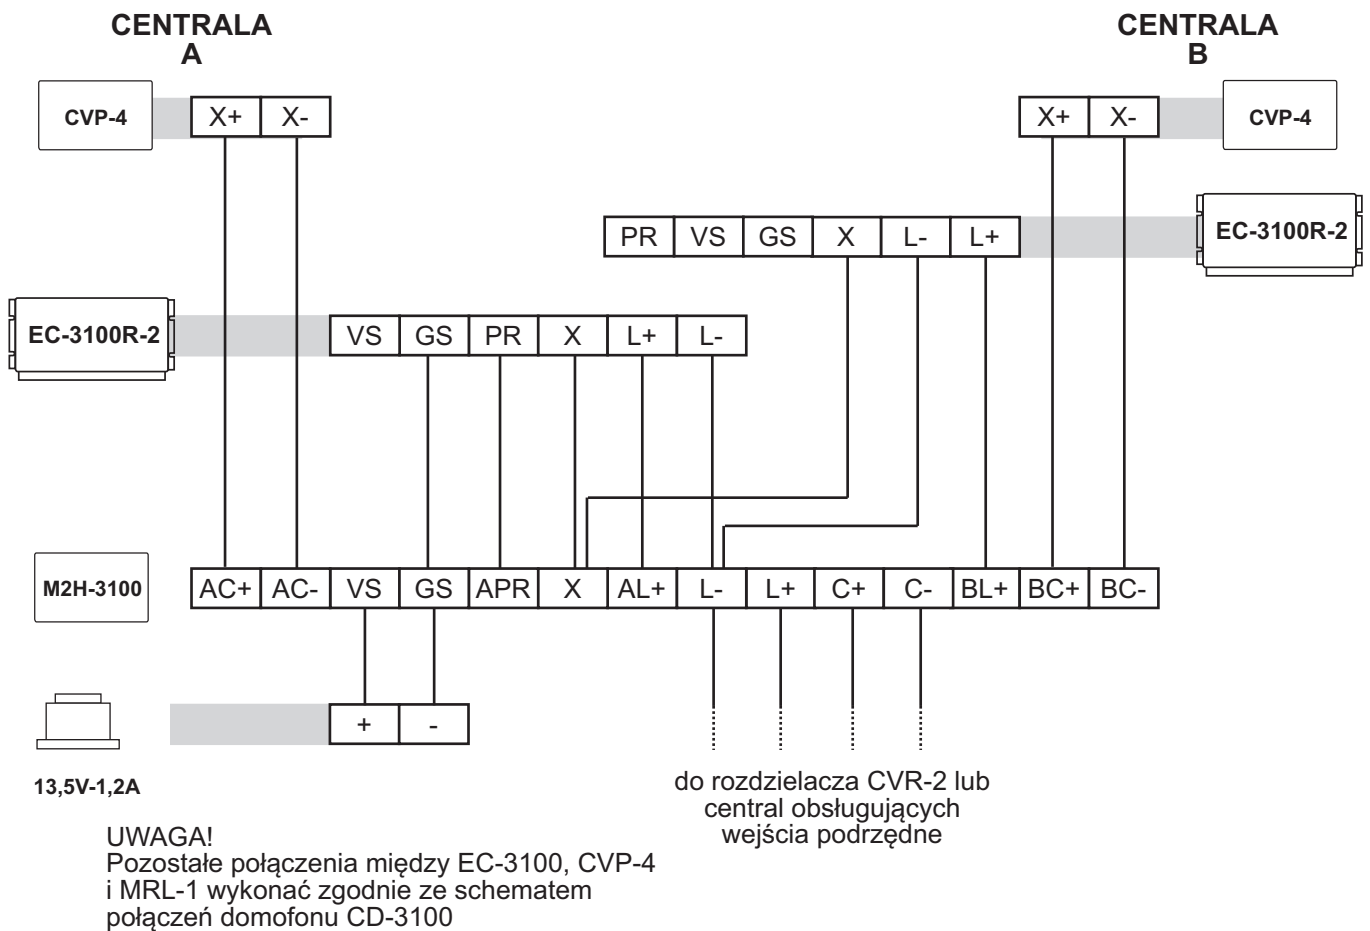 CENTRALA
A
CENTRALA
B
CVP-4
X+ X-
X+ X-
CVP-4
PR VS GS X L- L+
EC-3100R-2
EC-3100R-2
VS GS PR X L+ L-
M2H-3100
AC+ AC- VS GS APR X AL+ L- L+ C+ C- BL+ BC+ BC-
+ -
13,5V-1,2A
do rozdzielacza CVR-2 lub
central obsługujących
wejścia podrzędne
UWAGA!
Pozostałe połączenia między EC-3100, CVP-4
i MRL-1 wykonać zgodnie ze schematem
połączeń domofonu CD-3100